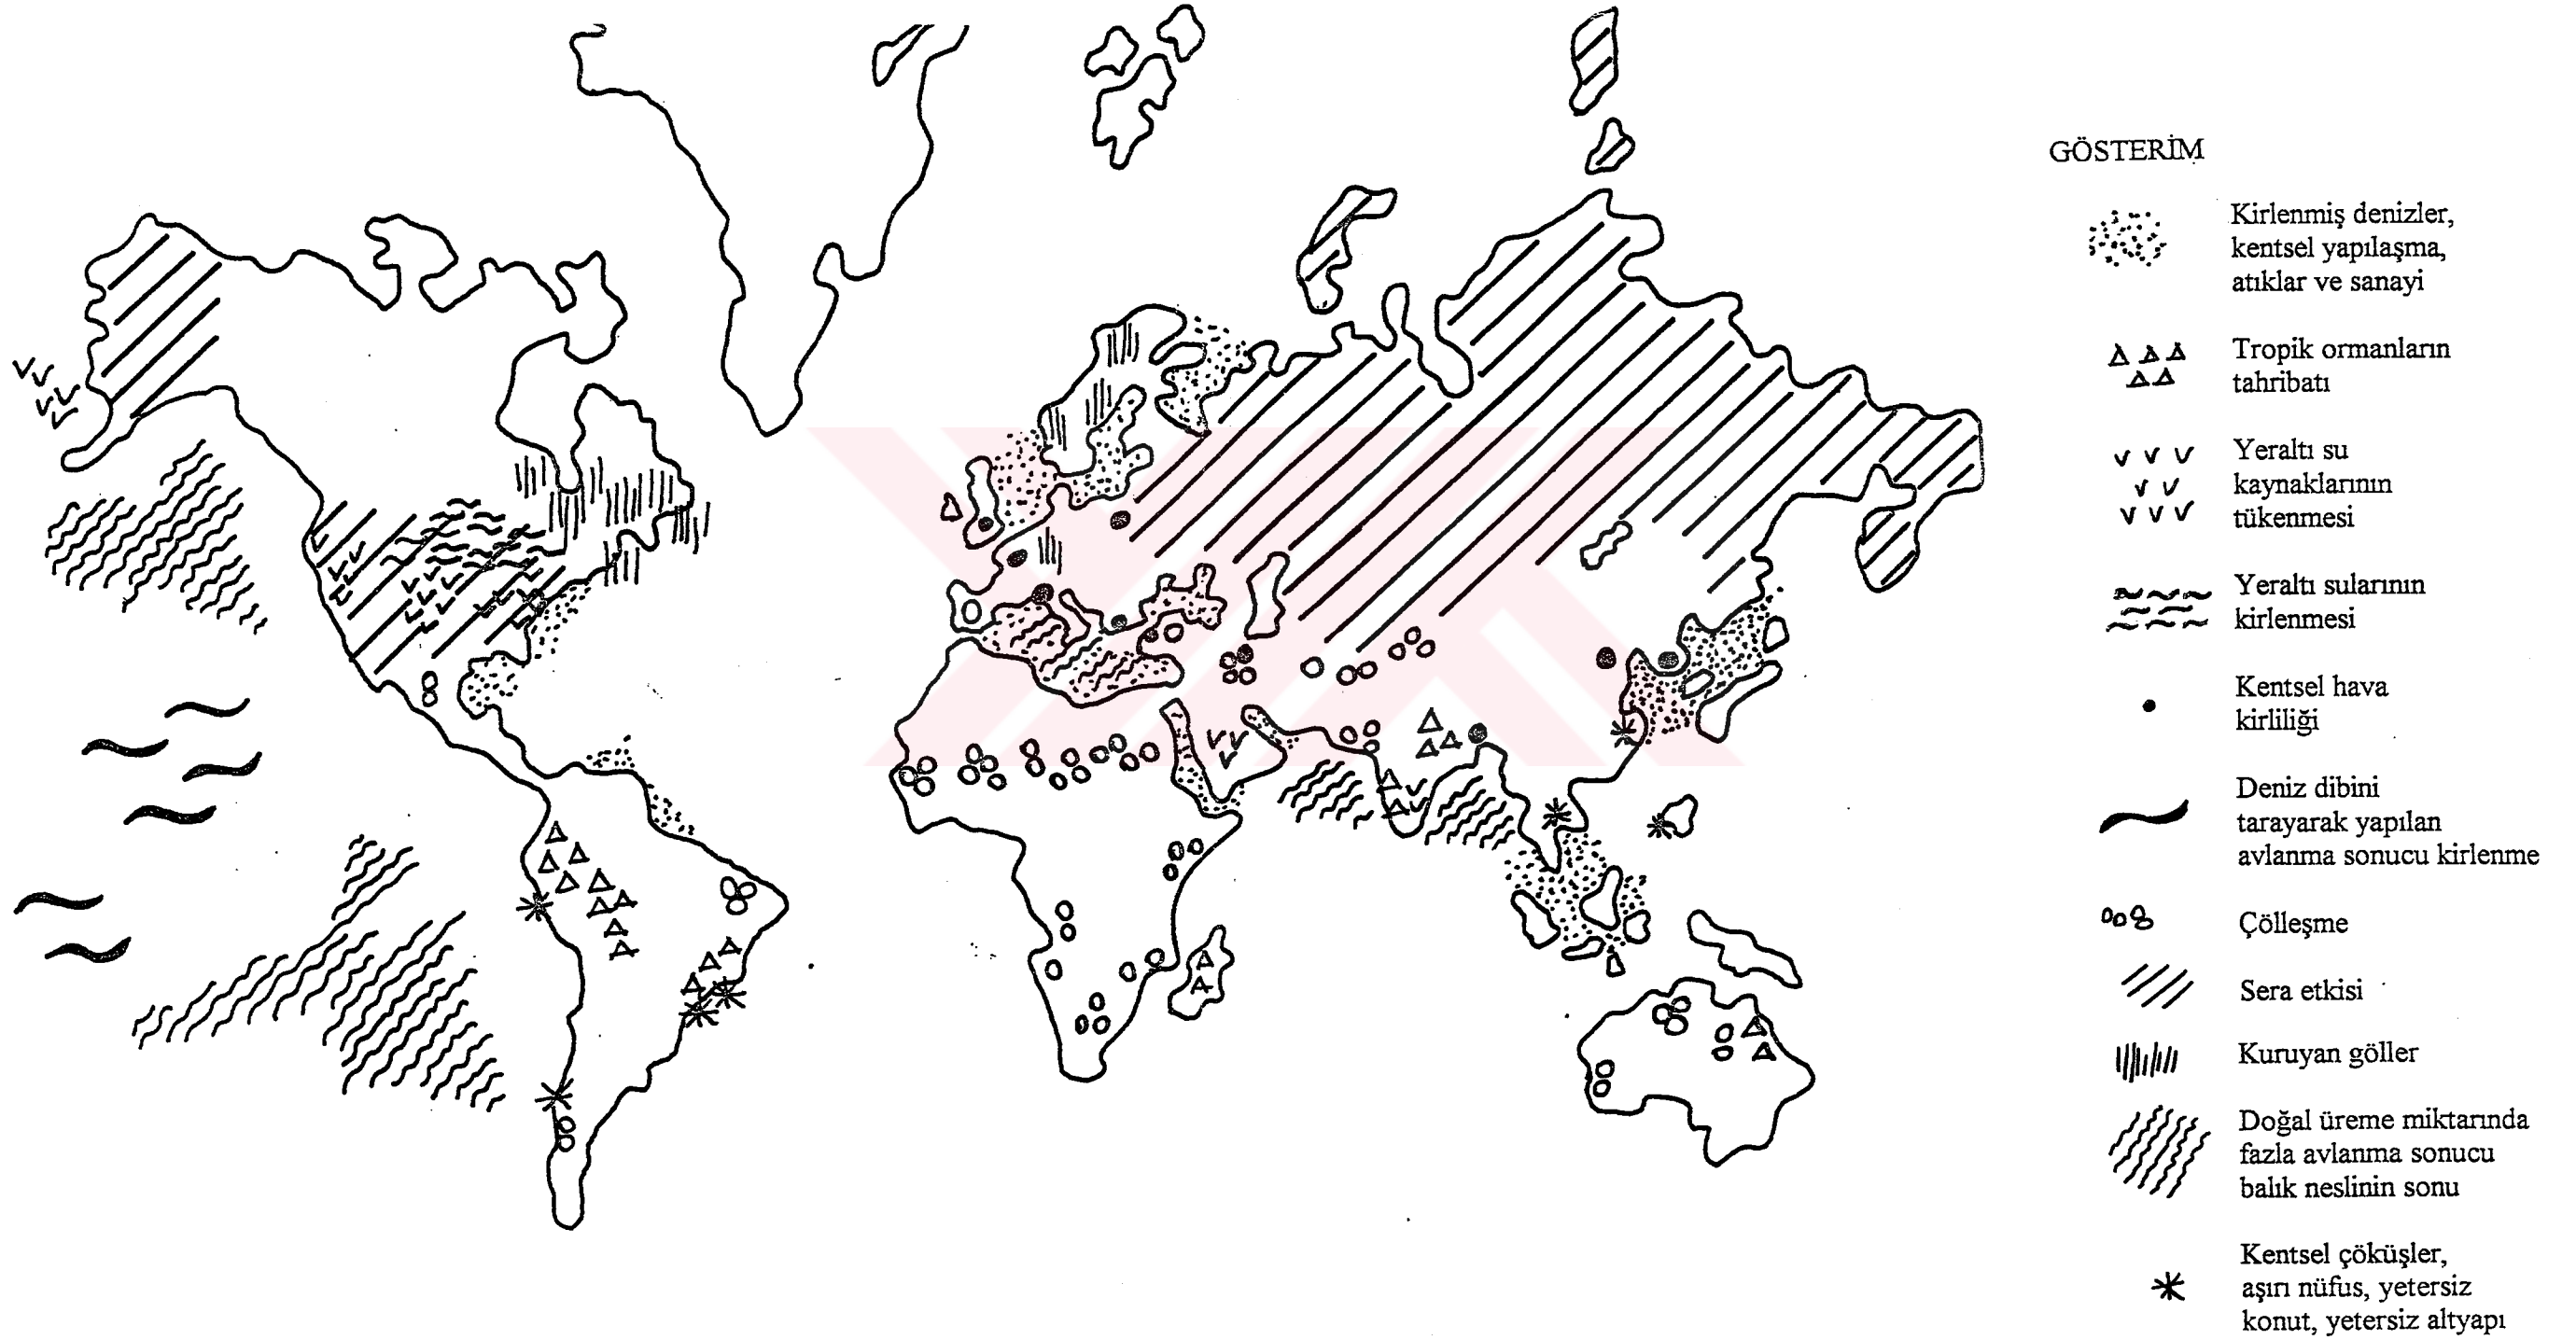 GÖSTERİM
Kirlenmiş denizler,
kentsel yapılaşma,
atıklar ve sanayi
Tropik ormanların
tahribatı
Yeraltı su
kaynaklarının
tükenmesi
Yeraltı sularının
kirlenmesi
Kentsel hava
kirliliği
Deniz dibini
tarayarak yapılan
avlanma sonucu kirlenme
Çölleşme
Sera etkisi
Kuruyan göller
Doğal üreme miktarında
fazla avlanma sonucu
balık neslinin sonu
Kentsel çöküşler,
aşırı nüfus, yetersiz
konut, yetersiz altyapı